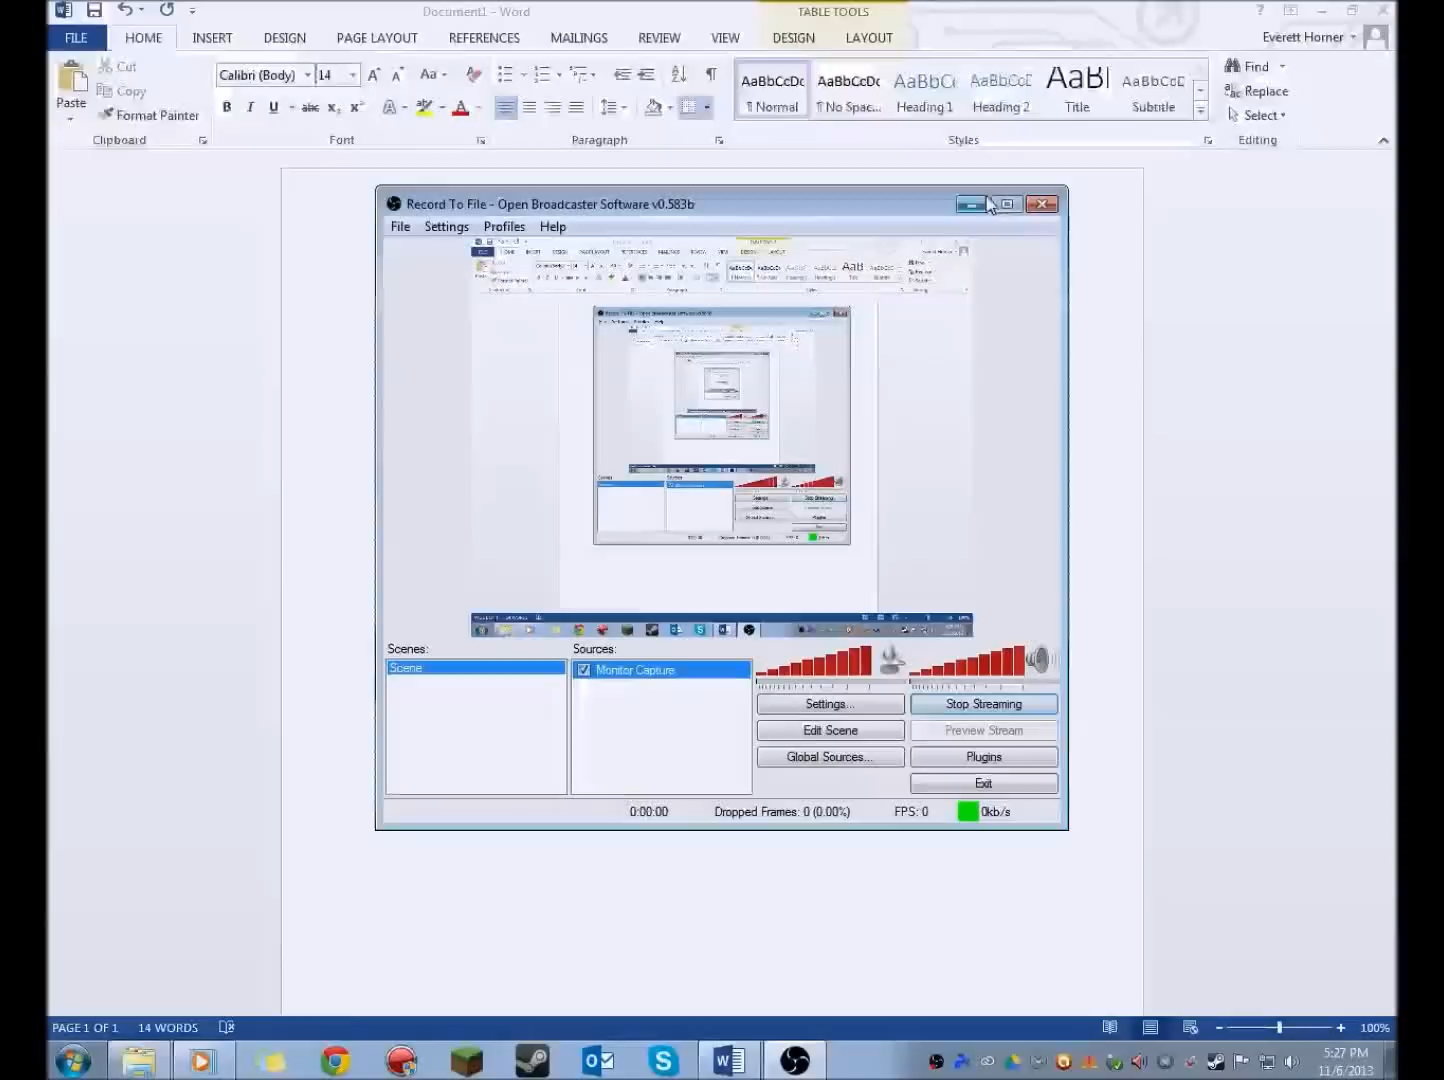 Document1 - Word
TABLE TOOLS
FILE HOME INSERT DESIGN PAGE LAYOUT REFERENCES MAILINGS REVIEW VIEW DESIGN LAYOUT
Everett Horner
Paste
Cut
Copy
Format Painter
Clipboard
Calibri (Body) 14
Font
Paragraph
AaBbCcDc AaBbCcDc AaBbC AaBbCcE AaB AaBbCcE
¶ Normal ¶ No Spac... Heading 1 Heading 2 Title Subtitle
Styles
Find
Replace
Select
Editing
Record To File - Open Broadcaster Software v0.583b
File Settings Profiles Help
Scenes:
Scene
Sources:
Monitor Capture
Settings... Stop Streaming
Edit Scene Preview Stream
Global Sources... Plugins
Exit
0:00:00 Dropped Frames: 0 (0.00%) FPS: 0 0kb/s
PAGE 1 OF 1 14 WORDS 100%
5:27 PM
11/6/2013